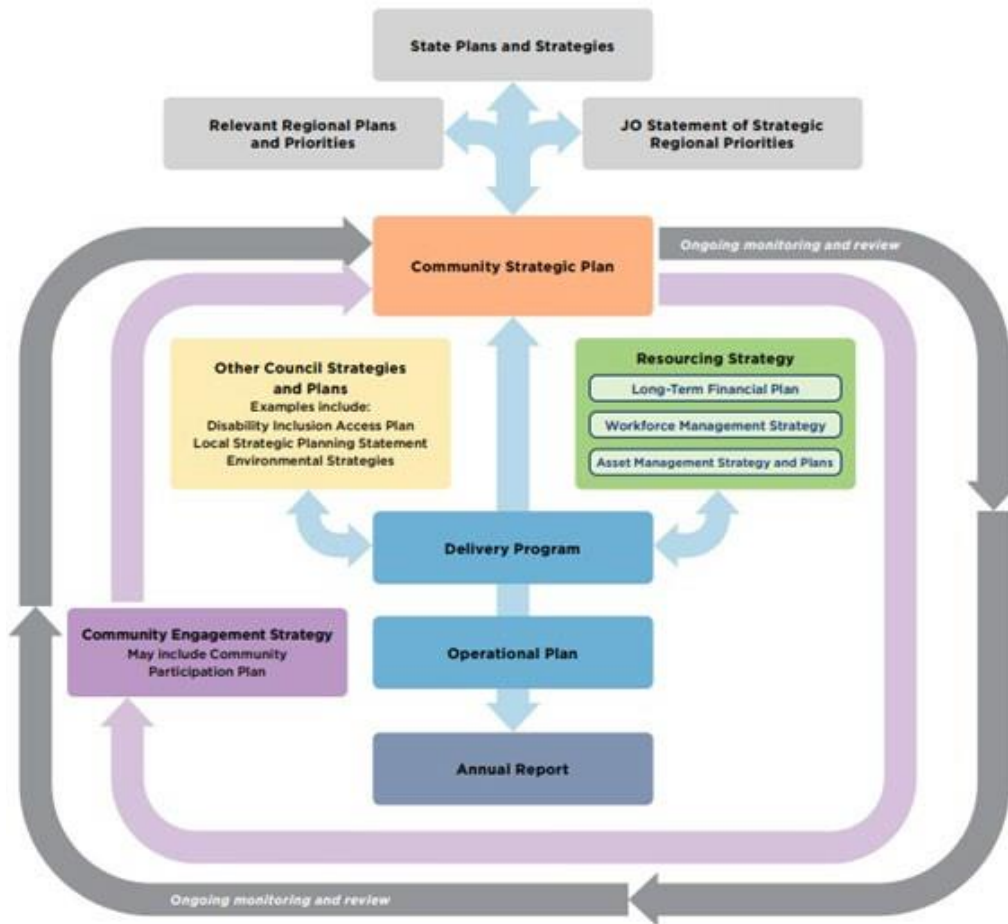 State Plans and Strategies
Relevant Regional Plans
and Priorities
JO Statement of Strategic
Regional Priorities
Ongoing monitoring and review
Community Strategic Plan
Other Council Strategies
and Plans
Examples include:
Disability Inclusion Access Plan
Local Strategic Planning Statement
Environmental Strategies
Resourcing Strategy
Long-Term Financial Plan
Workforce Management Strategy
Asset Management Strategy and Plans
Delivery Program
Community Engagement Strategy
May include Community
Participation Plan
Operational Plan
Annual Report
Ongoing monitoring and review